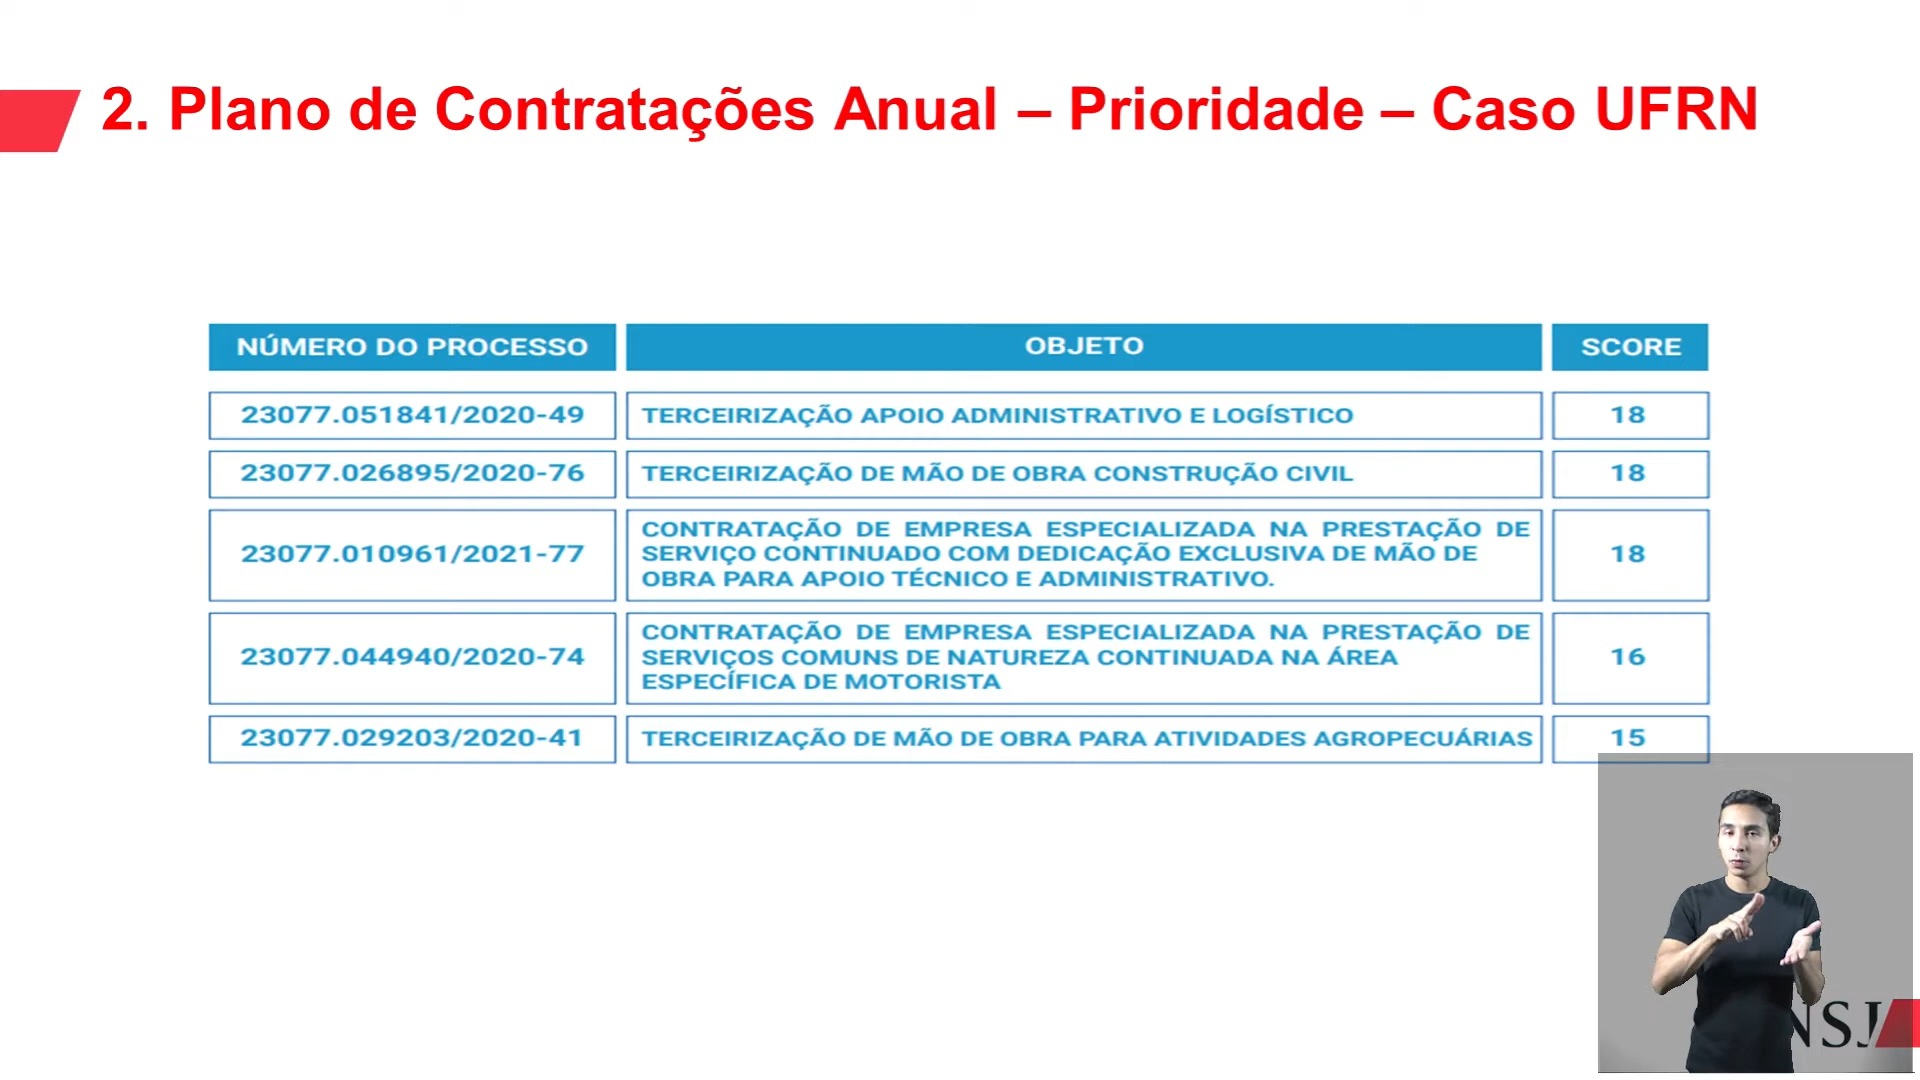 2. Plano de Contratações Anual – Prioridade – Caso UFRN
NÚMERO DO PROCESSO OBJETO SCORE
23077.051841/2020-49 TERCEIRIZAÇÃO APOIO ADMINISTRATIVO E LOGÍSTICO 18
23077.026895/2020-76 TERCEIRIZAÇÃO DE MÃO DE OBRA CONSTRUÇÃO CIVIL 18
CONTRATAÇÃO DE EMPRESA ESPECIALIZADA NA PRESTAÇÃO DE
23077.010961/2021-77 SERVIÇO CONTINUADO COM DEDICAÇÃO EXCLUSIVA DE MÃO DE 18
OBRA PARA APOIO TÉCNICO E ADMINISTRATIVO.
CONTRATAÇÃO DE EMPRESA ESPECIALIZADA NA PRESTAÇÃO DE
23077.044940/2020-74 SERVIÇOS COMUNS DE NATUREZA CONTINUADA NA ÁREA 16
ESPECÍFICA DE MOTORISTA
23077.029203/2020-41 TERCEIRIZAÇÃO DE MÃO DE OBRA PARA ATIVIDADES AGROPECUÁRIAS 15